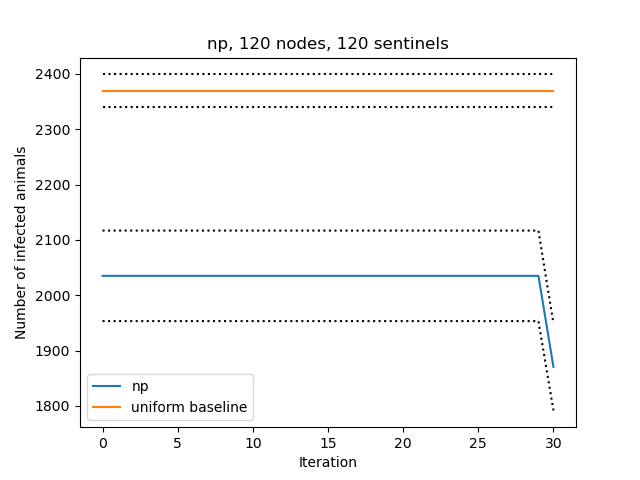 np, 120 nodes, 120 sentinels
Number of infected animals
2400
2300
2200
2100
2000
1900
1800
np
uniform baseline
0 5 10 15 20 25 30
Iteration